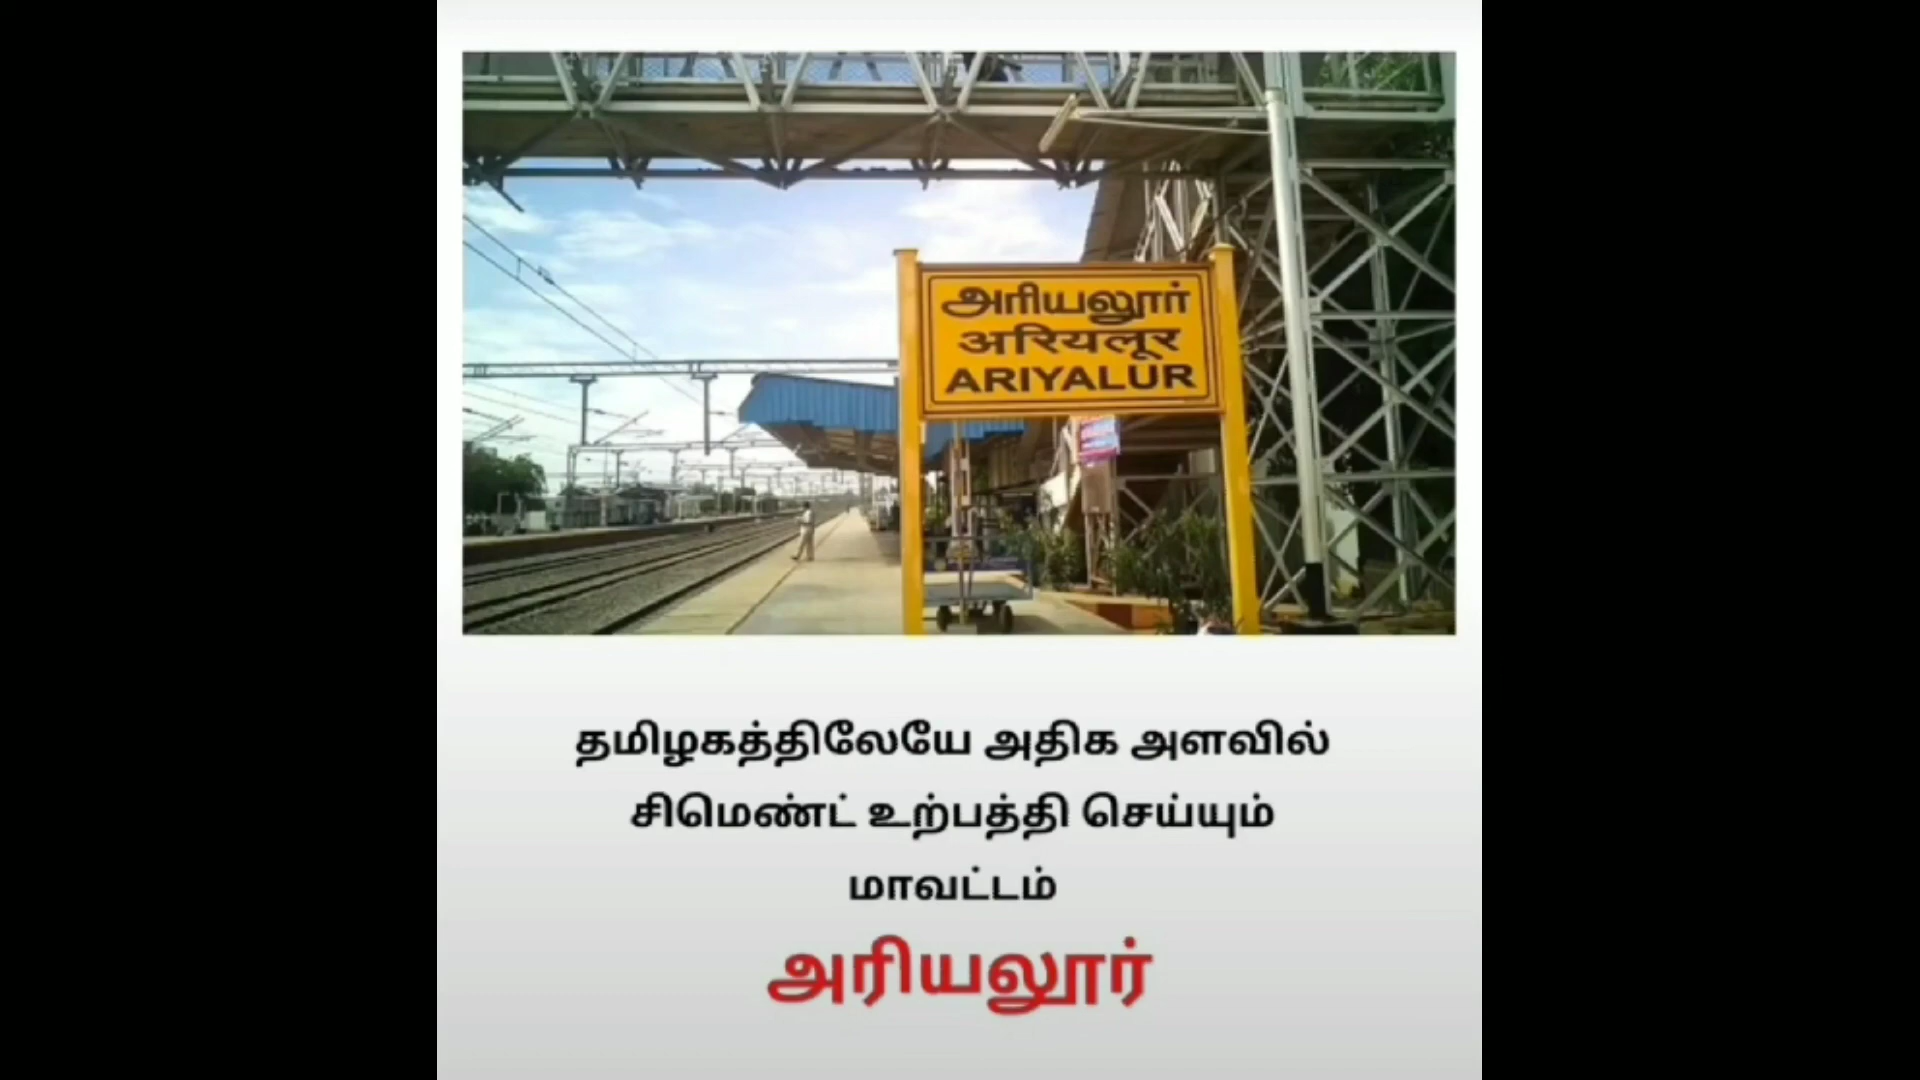 அரியலூர்
अरियलूर
ARIYALUR
தமிழகத்திலேயே அதிக அளவில்
சிமெண்ட் உற்பத்தி செய்யும்
மாவட்டம்
அரியலூர்